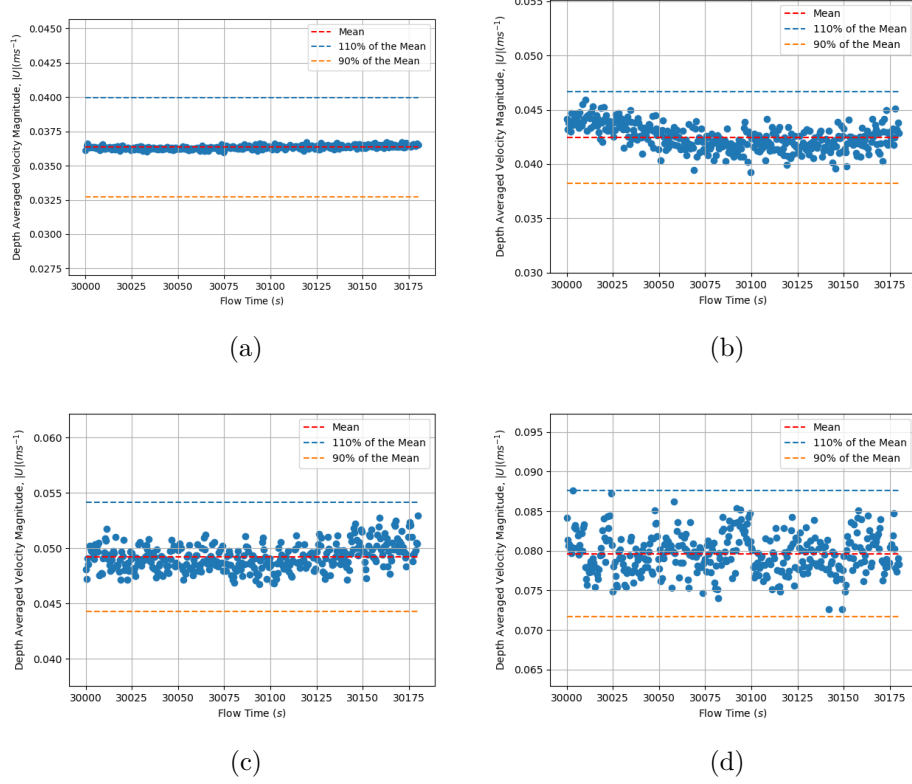 Depth Averaged Velocity Magnitude, |U|(ms⁻¹)
0.0450
0.0425
0.0400
0.0375
0.0350
0.0325
0.0300
0.0275
Mean
110% of the Mean
90% of the Mean
30000 30025 30050 30075 30100 30125 30150 30175
Flow Time (s)
(a)
Depth Averaged Velocity Magnitude, |U|(ms⁻¹)
0.055
0.050
0.045
0.040
0.035
0.030
Mean
110% of the Mean
90% of the Mean
30000 30025 30050 30075 30100 30125 30150 30175
Flow Time (s)
(b)
Depth Averaged Velocity Magnitude, |U|(ms⁻¹)
0.060
0.055
0.050
0.045
0.040
Mean
110% of the Mean
90% of the Mean
30000 30025 30050 30075 30100 30125 30150 30175
Flow Time (s)
(c)
Depth Averaged Velocity Magnitude, |U|(ms⁻¹)
0.095
0.090
0.085
0.080
0.075
0.070
0.065
Mean
110% of the Mean
90% of the Mean
30000 30025 30050 30075 30100 30125 30150 30175
Flow Time (s)
(d)